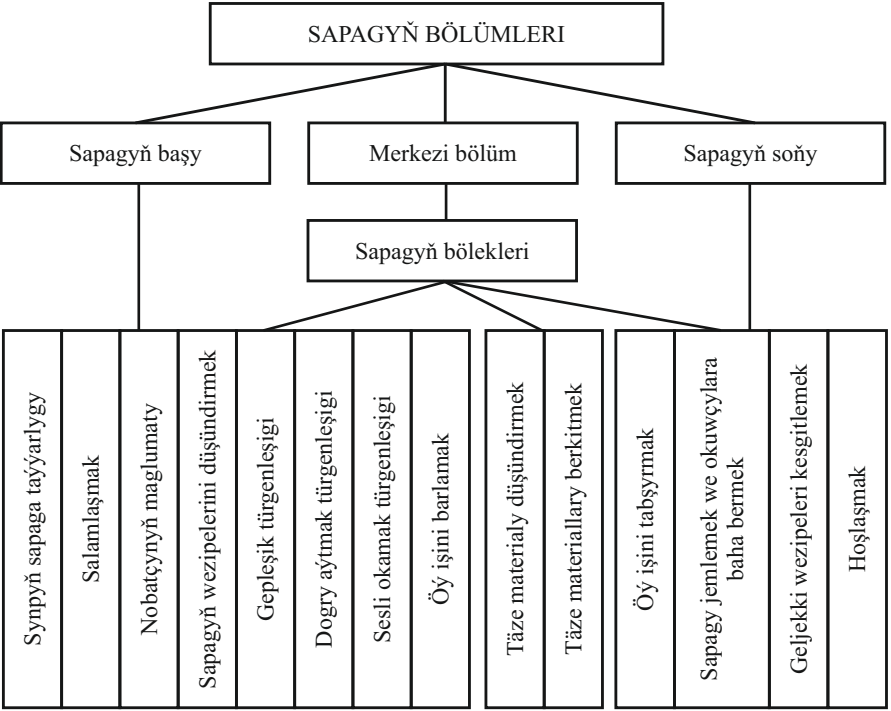 SAPAGYŇ BÖLÜMLERI
Sapagyň başy
Merkezi bölüm
Sapagyň soňy
Sapagyň bölekleri
Synpyň sapaga taýýarlygy
Salamlaşmak
Nobatçynyň maglumaty
Sapagyň wezipelerini düşündirmek
Gepleşik türgenleşigi
Dogry aýtmak türgenleşigi
Sesli okamak türgenleşigi
Öý işini barlamak
Täze materialy düşündirmek
Täze materiallary berkitmek
Öý işini tabşyrmak
Sapagy jemlemek we okuwçylara
baha bermek
Geljekki wezipeleri kesgitlemek
Hoşlaşmak